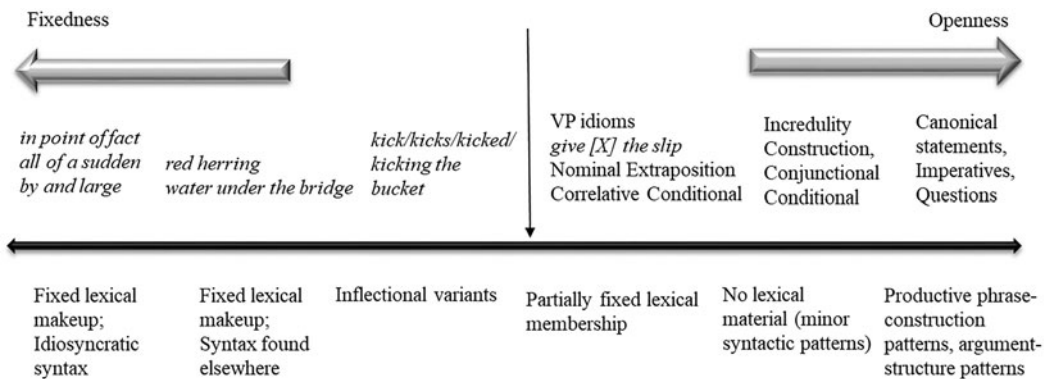 Fixedness
Openness
in point of fact
all of a sudden
by and large
red herring
water under the bridge
kick/kicks/kicked/
kicking the
bucket
VP idioms
give [X] the slip
Nominal Extraposition
Correlative Conditional
Incredulity
Construction,
Conjunctional
Conditional
Canonical
statements,
Imperatives,
Questions
Fixed lexical
makeup;
Idiosyncratic
syntax
Fixed lexical
makeup;
Syntax found
elsewhere
Inflectional variants
Partially fixed lexical
membership
No lexical
material (minor
syntactic patterns)
Productive phrase-
construction
patterns, argument-
structure patterns